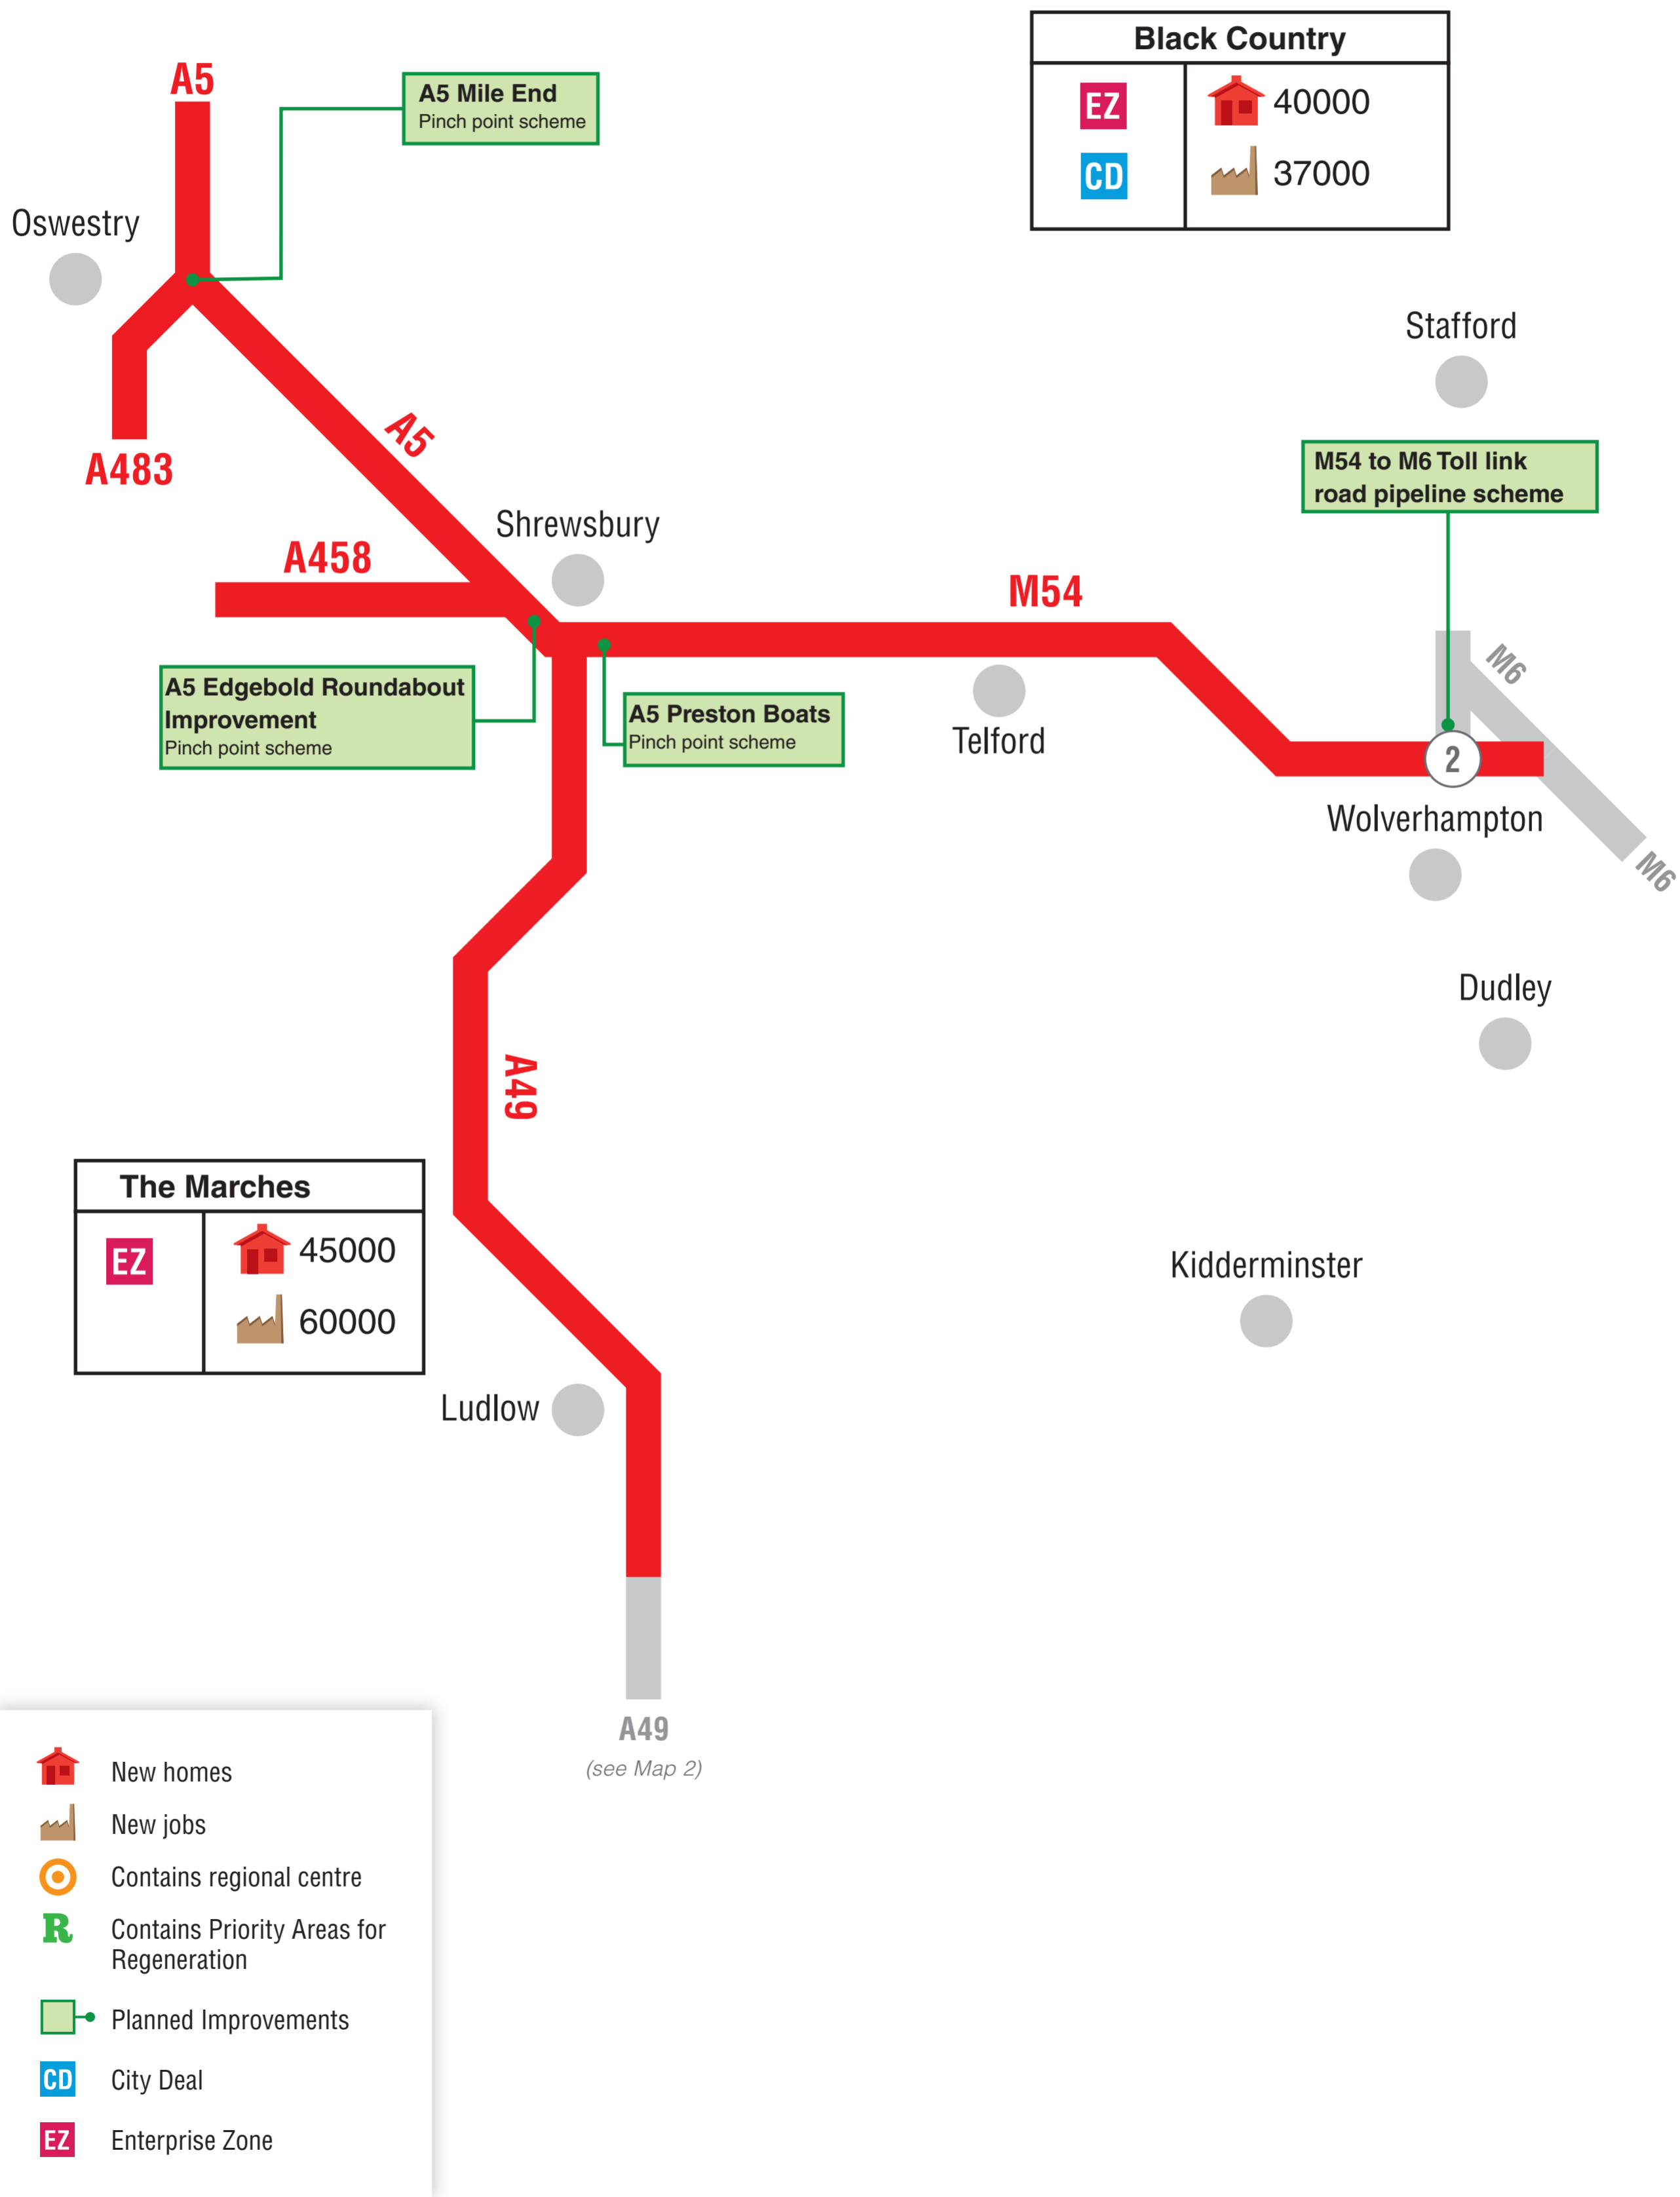 A5
A5 Mile End
Pinch point scheme
Black Country
EZ
40000
CD
37000
Oswestry
Stafford
A483
A5
M54 to M6 Toll link
road pipeline scheme
Shrewsbury
A458
M54
M6
A5 Edgebold Roundabout
Improvement
Pinch point scheme
A5 Preston Boats
Pinch point scheme
Telford
2
Wolverhampton
M6
Dudley
A49
The Marches
EZ
45000
60000
Kidderminster
Ludlow
A49
(see Map 2)
New homes
New jobs
Contains regional centre
R
Contains Priority Areas for
Regeneration
Planned Improvements
CD
City Deal
EZ
Enterprise Zone